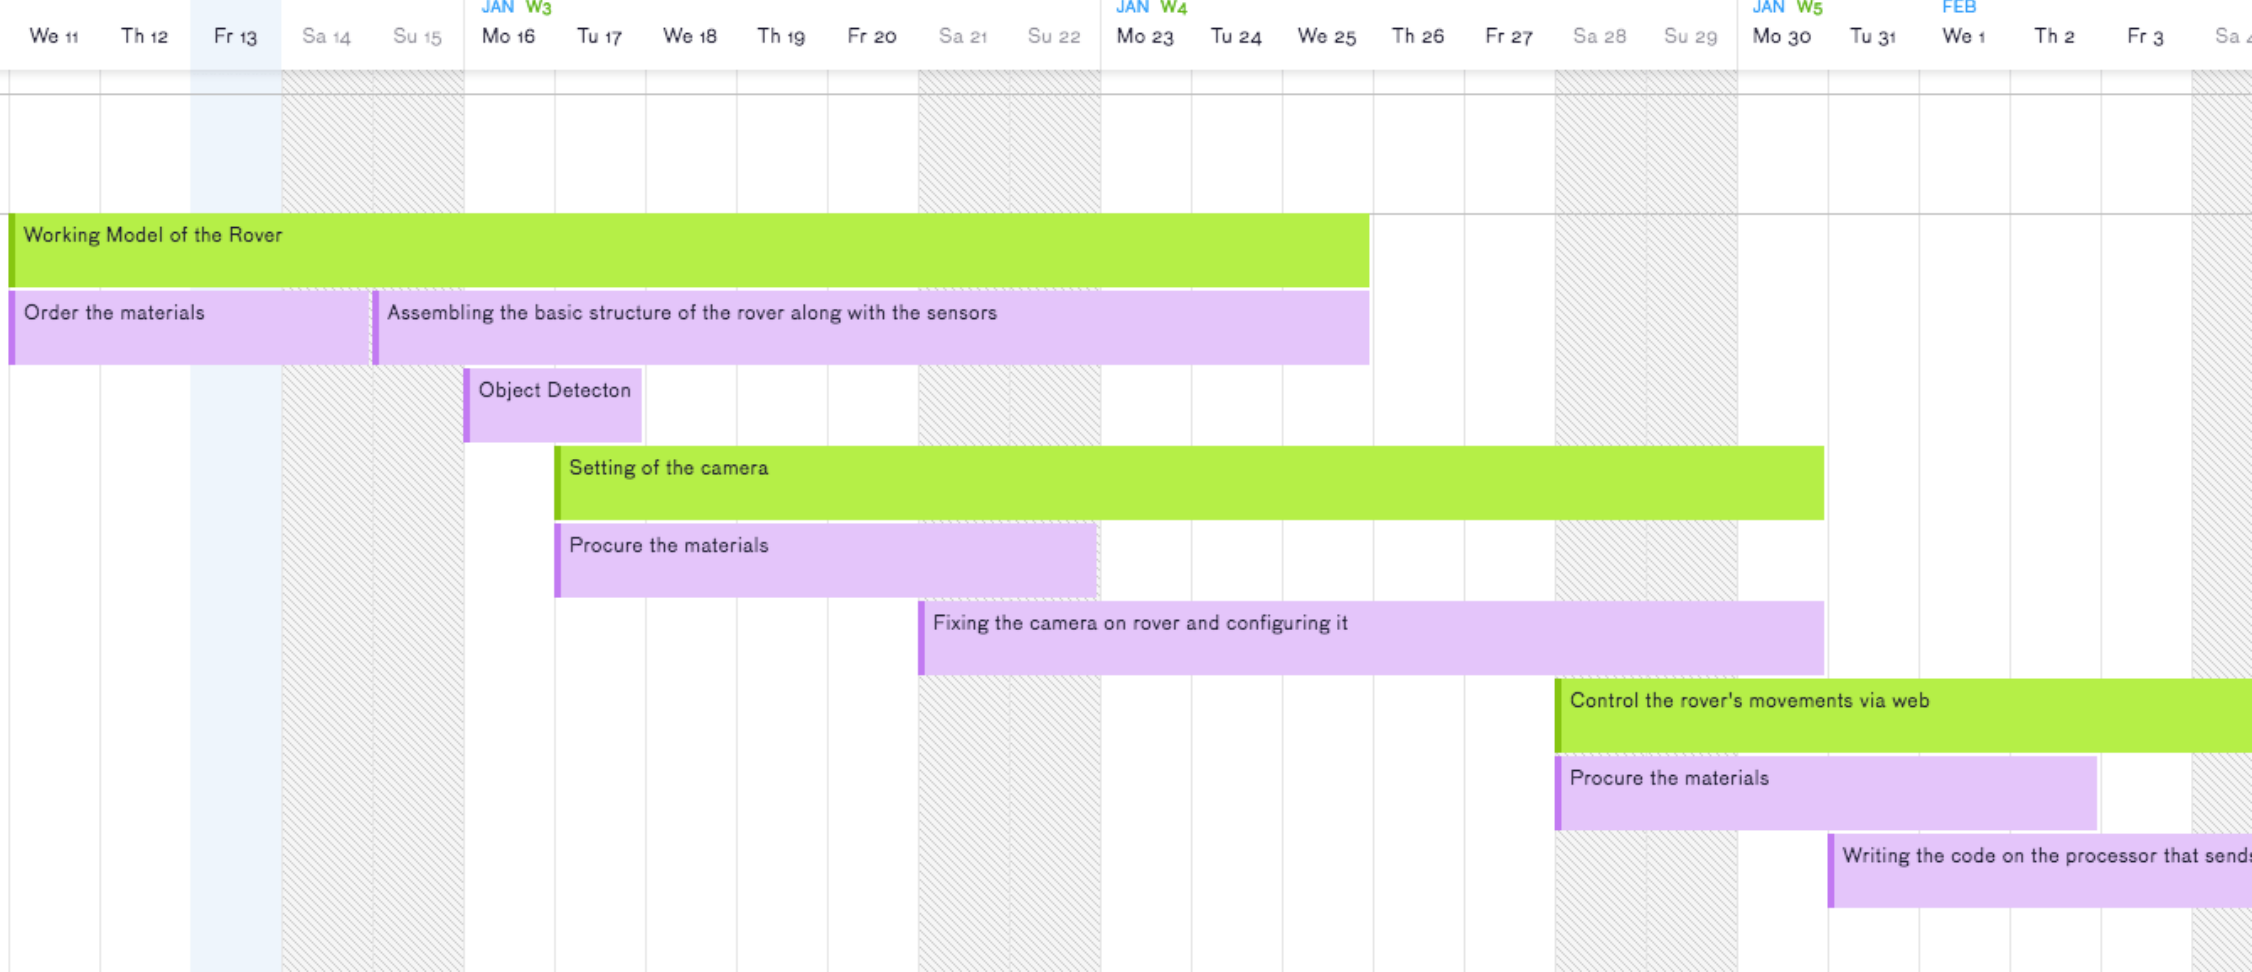 JAN W3 JAN W4 JAN W5 FEB
We 11 Th 12 Fr 13 Sa 14 Su 15 Mo 16 Tu 17 We 18 Th 19 Fr 20 Sa 21 Su 22 Mo 23 Tu 24 We 25 Th 26 Fr 27 Sa 28 Su 29 Mo 30 Tu 31 We 1 Th 2 Fr 3 Sa
Working Model of the Rover
Order the materials Assembling the basic structure of the rover along with the sensors
Object Detecton
Setting of the camera
Procure the materials
Fixing the camera on rover and configuring it
Control the rover's movements via web
Procure the materials
Writing the code on the processor that sends